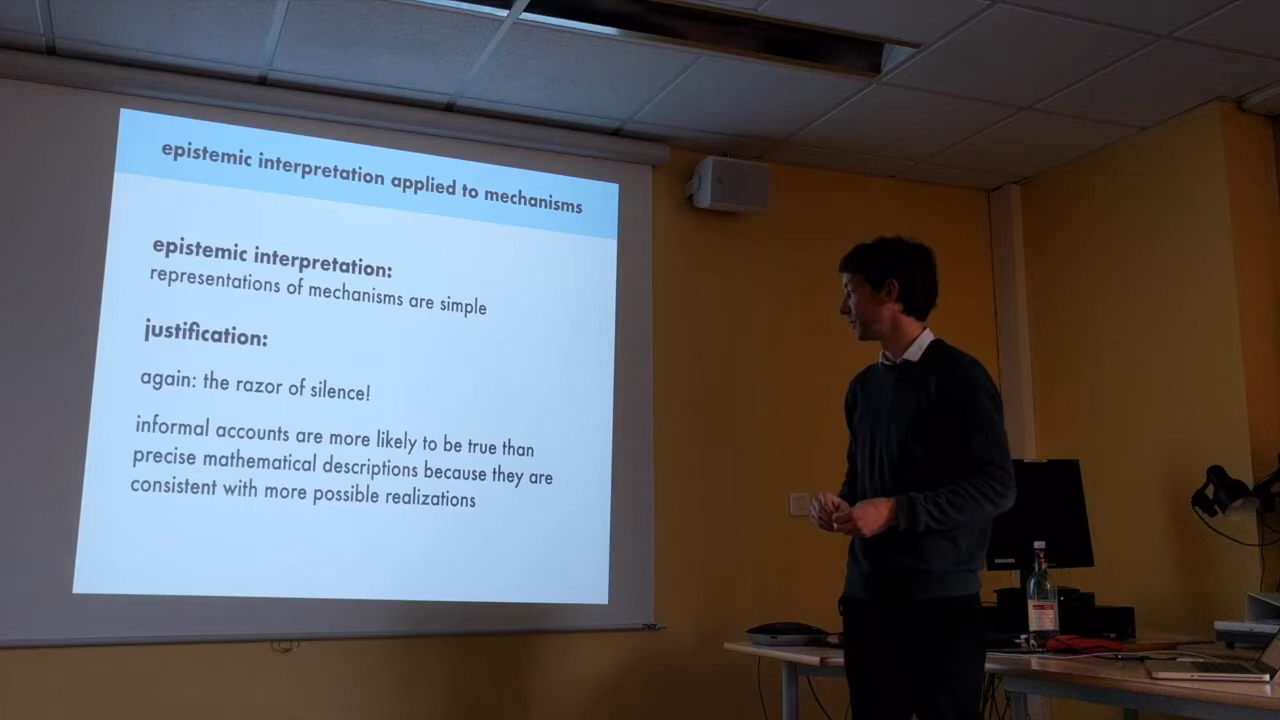 epistemic interpretation applied to mechanisms
epistemic interpretation:
representations of mechanisms are simple
justification:
again: the razor of silence!
informal accounts are more likely to be true than
precise mathematical descriptions because they are
consistent with more possible realizations